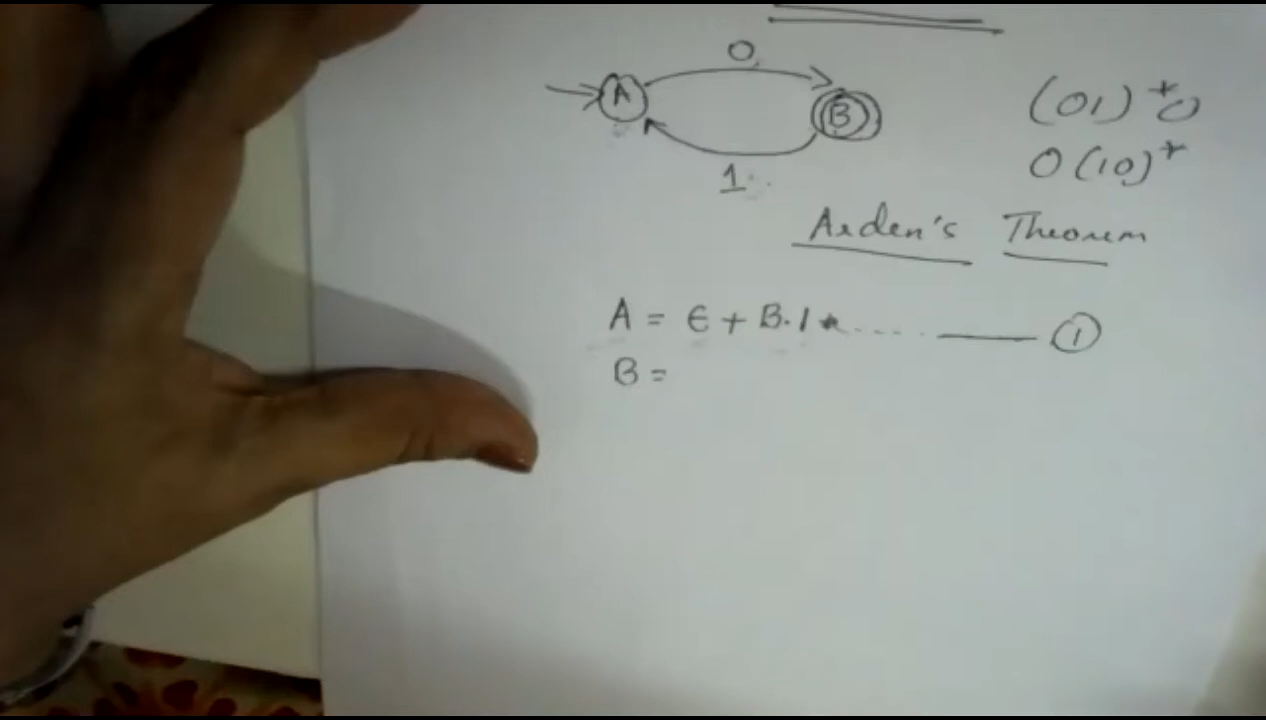 0
A
B
1
(01)*0
0(10)*
Arden's Theorem
A = ε + B.1 ..... — ①
B =